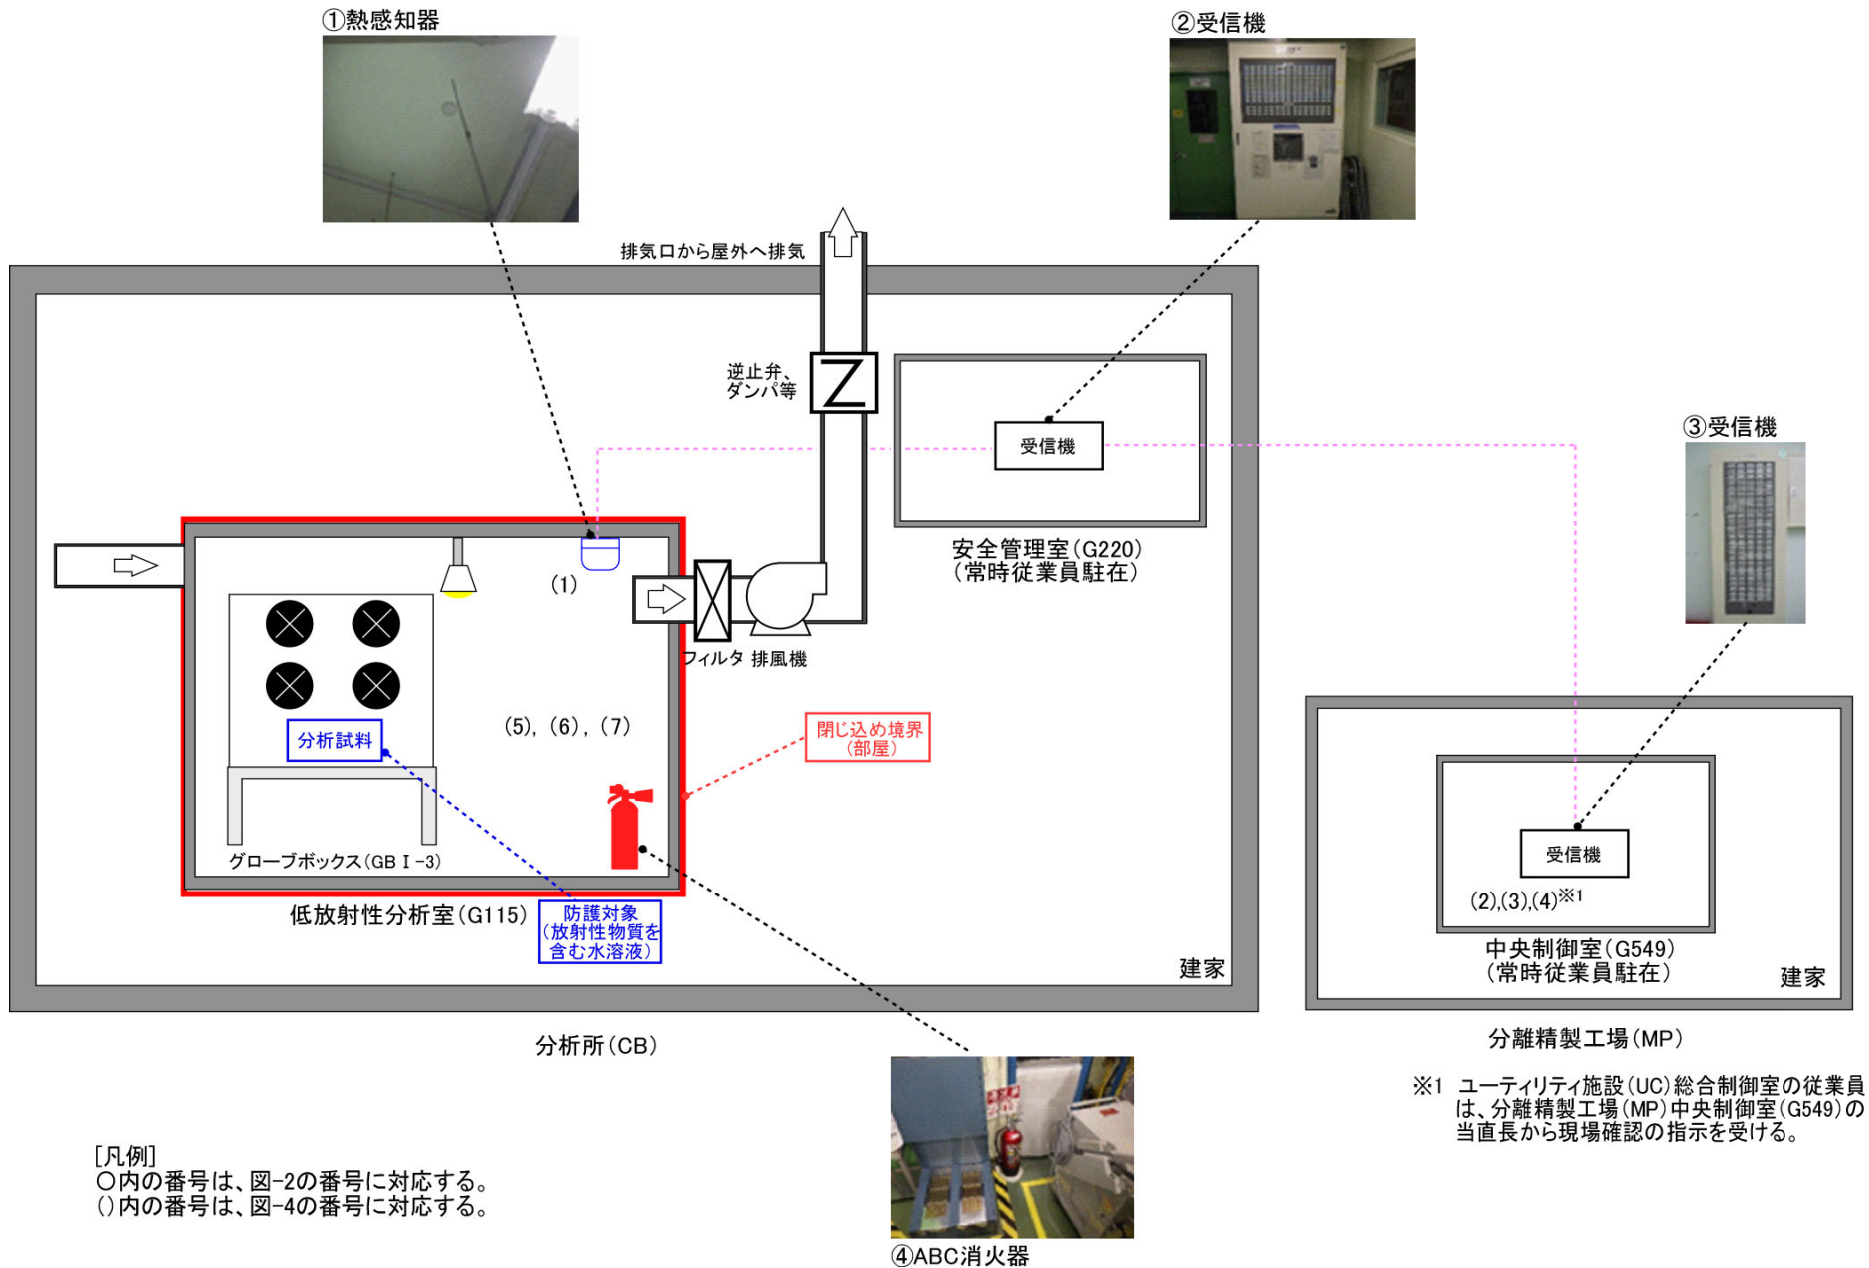 ①熱感知器
②受信機
排気口から屋外へ排気
逆止弁、
ダンパ等
受信機
③受信機
安全管理室(G220)
(常時従業員駐在)
(1)
フィルタ 排風機
(5), (6), (7)
分析試料
閉じ込め境界
(部屋)
グローブボックス(GBⅠ-3)
受信機
(2),(3),(4)※1
低放射性分析室(G115)
防護対象
(放射性物質を
含む水溶液)
建家
中央制御室(G549)
(常時従業員駐在)
建家
分析所(CB)
分離精製工場(MP)
※1 ユーティリティ施設(UC)総合制御室の従業員
は、分離精製工場(MP)中央制御室(G549)の
当直長から現場確認の指示を受ける。
[凡例]
○内の番号は、図-2の番号に対応する。
()内の番号は、図-4の番号に対応する。
④ABC消火器